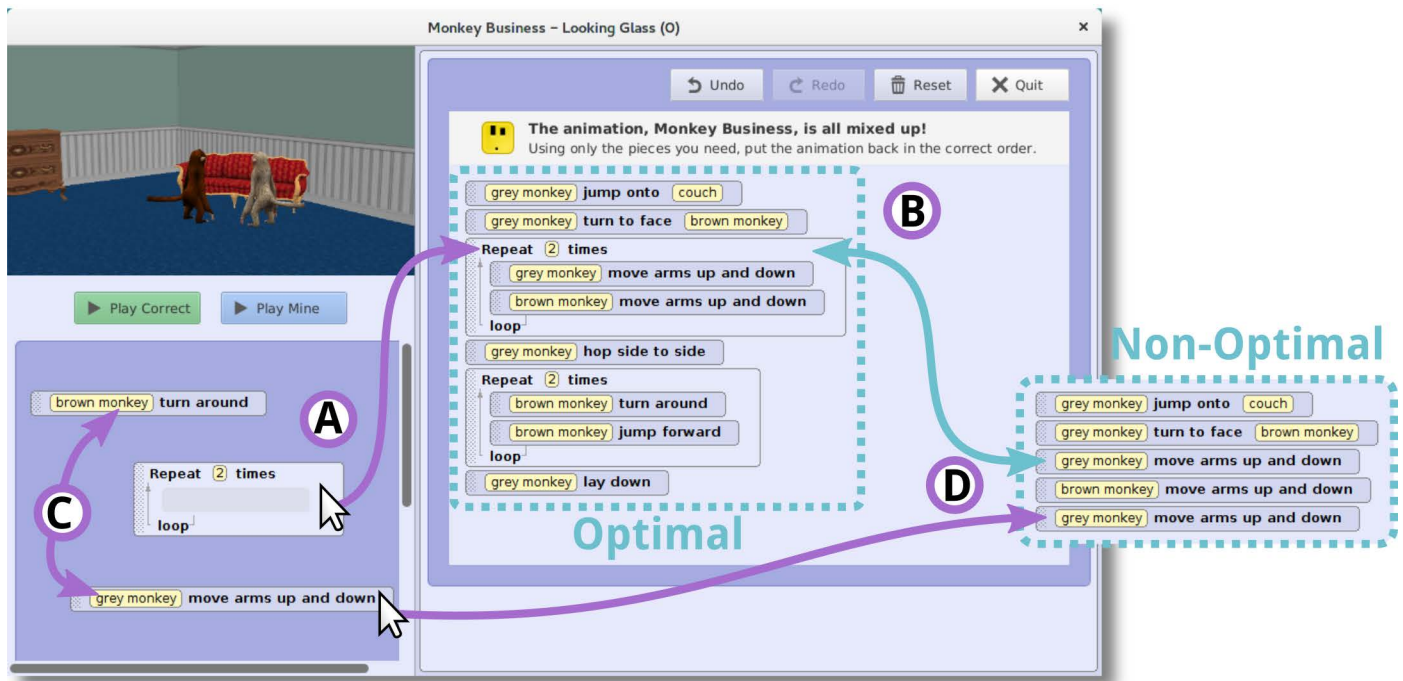 Monkey Business – Looking Glass (O)
×
Undo
Redo
Reset
Quit
The animation, Monkey Business, is all mixed up!
Using only the pieces you need, put the animation back in the correct order.
Play Correct
Play Mine
brown monkey turn around
A
Repeat 2 times
loop
C
grey monkey move arms up and down
grey monkey jump onto couch
grey monkey turn to face brown monkey
Repeat 2 times
grey monkey move arms up and down
brown monkey move arms up and down
loop
grey monkey hop side to side
Repeat 2 times
brown monkey turn around
brown monkey jump forward
loop
grey monkey lay down
Optimal
B
D
Non-Optimal
grey monkey jump onto couch
grey monkey turn to face brown monkey
grey monkey move arms up and down
brown monkey move arms up and down
grey monkey move arms up and down